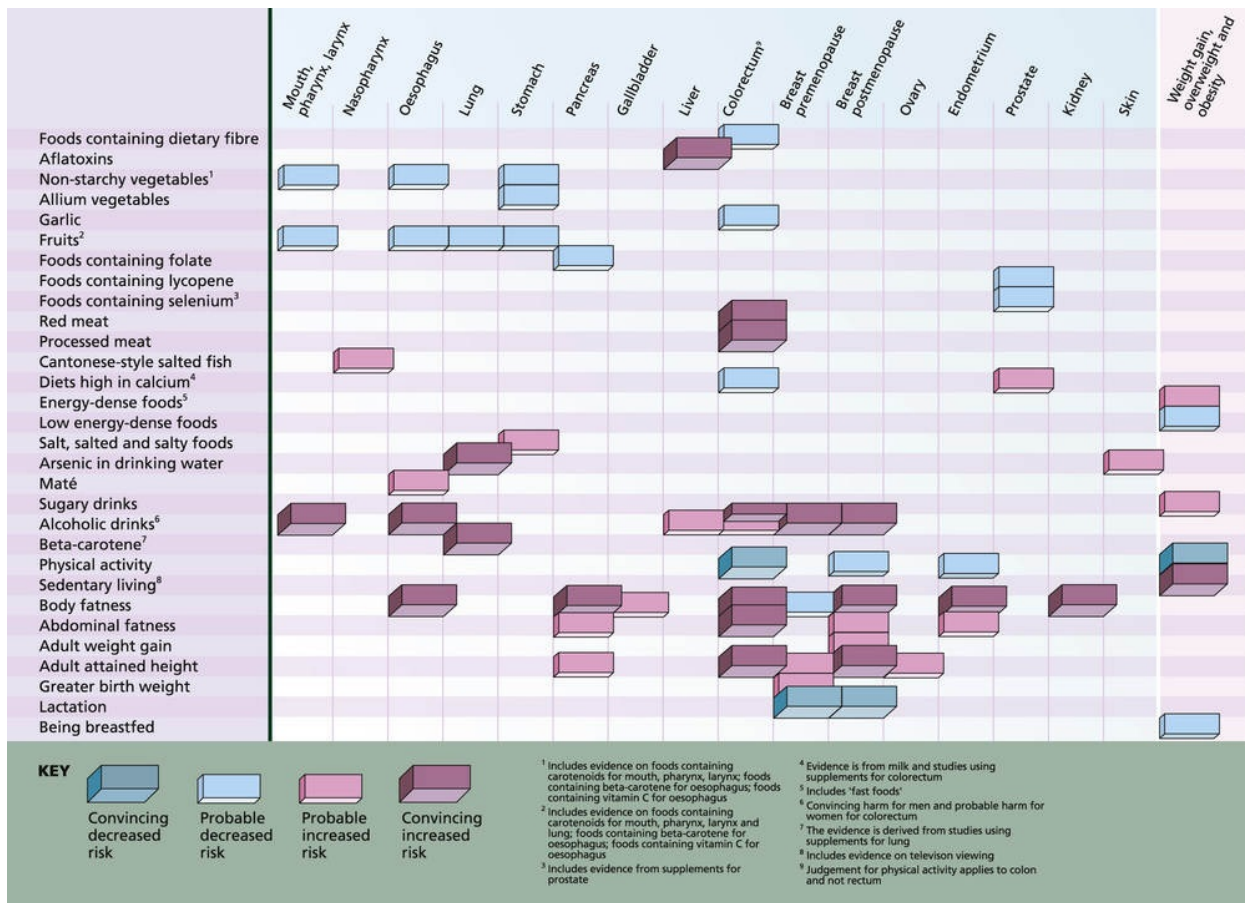 Mouth,
pharynx, larynx
Nasopharynx
Oesophagus
Lung
Stomach
Pancreas
Gallbladder
Liver
Colorectum⁹
Breast
premenopause
Breast
postmenopause
Ovary
Endometrium
Prostate
Kidney
Skin
Weight gain,
overweight and
obesity
Foods containing dietary fibre
Aflatoxins
Non-starchy vegetables¹
Allium vegetables
Garlic
Fruits²
Foods containing folate
Foods containing lycopene
Foods containing selenium³
Red meat
Processed meat
Cantonese-style salted fish
Diets high in calcium⁴
Energy-dense foods⁵
Low energy-dense foods
Salt, salted and salty foods
Arsenic in drinking water
Maté
Sugary drinks
Alcoholic drinks⁶
Beta-carotene⁷
Physical activity
Sedentary living⁸
Body fatness
Abdominal fatness
Adult weight gain
Adult attained height
Greater birth weight
Lactation
Being breastfed
KEY
Convincing
decreased
risk
Probable
decreased
risk
Probable
increased
risk
Convincing
increased
risk
¹ Includes evidence on foods containing
carotenoids for mouth, pharynx, larynx; foods
containing beta-carotene for oesophagus; foods
containing vitamin C for oesophagus
² Includes evidence on foods containing
carotenoids for mouth, pharynx, larynx and
lung; foods containing beta-carotene for
oesophagus; foods containing vitamin C for
oesophagus
³ Includes evidence from supplements for
prostate
⁴ Evidence is from milk and studies using
supplements for colorectum
⁵ Includes 'fast foods'
⁶ Convincing harm for men and probable harm for
women for colorectum
⁷ The evidence is derived from studies using
supplements for lung
⁸ Includes evidence on televison viewing
⁹ Judgement for physical activity applies to colon
and not rectum